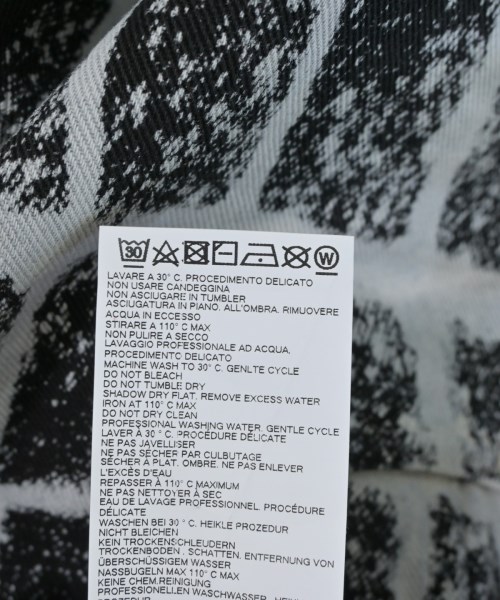 30 W
LAVARE A 30° C. PROCEDIMENTO DELICATO
NON USARE CANDEGGINA
NON ASCIUGARE IN TUMBLER
ASCIUGATURA IN PIANO. ALL'OMBRA. RIMUOVERE
ACQUA IN ECCESSO
STIRARE A 110° C MAX
NON PULIRE A SECCO
LAVAGGIO PROFESSIONALE AD ACQUA,
PROCEDIMENTO DELICATO
MACHINE WASH TO 30° C. GENLTE CYCLE
DO NOT BLEACH
DO NOT TUMBLE DRY
SHADOW DRY FLAT. REMOVE EXCESS WATER
IRON AT 110° C MAX
DO NOT DRY CLEAN
PROFESSIONAL WASHING WATER. GENTLE CYCLE
LAVER À 30 ° C. PROCÉDURE DÉLICATE
NE PAS JAVELLISER
NE PAS SÉCHER PAR CULBUTAGE
SÉCHER À PLAT. OMBRE. NE PAS ENLEVER
L'EXCÈS D'EAU
REPASSER À 110° C MAXIMUM
NE PAS NETTOYER À SEC
EAU DE LAVAGE PROFESSIONNEL. PROCÉDURE
DÉLICATE
WASCHEN BEI 30 ° C. HEIKLE PROZEDUR
NICHT BLEICHEN
KEIN TROCKENSCHLEUDERN
TROCKENBODEN . SCHATTEN. ENTFERNUNG VON
ÜBERSCHÜSSIGEM WASSER
NASSBUGELN MAX 110° C MAX
KEINE CHEM.REINIGUNG
PROFESSIONELLEN WASCHWASSER, HEIKLEN
PROZEDUR